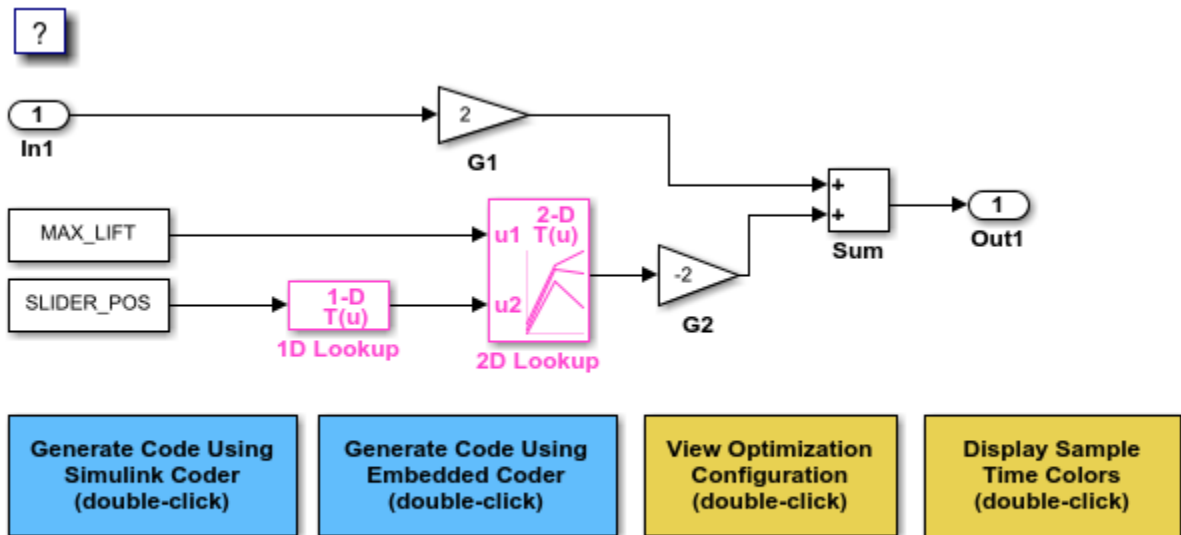 ?
1
In1
2
G1
MAX_LIFT
SLIDER_POS
1-D
T(u)
1D Lookup
u1
u2
2-D
T(u)
2D Lookup
-2
G2
+
+
Sum
1
Out1
Generate Code Using
Simulink Coder
(double-click)
Generate Code Using
Embedded Coder
(double-click)
View Optimization
Configuration
(double-click)
Display Sample
Time Colors
(double-click)